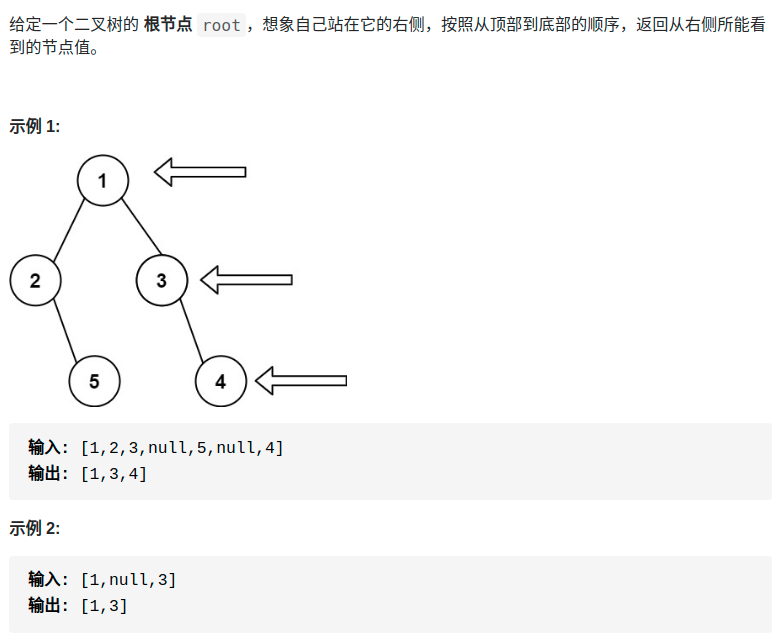 给定一个二叉树的 根节点 root，想象自己站在它的右侧，按照从顶部到底部的顺序，返回从右侧所能看
到的节点值。
示例 1:
1
2
3
5
4
输入: [1,2,3,null,5,null,4]
输出: [1,3,4]
示例 2:
输入: [1,null,3]
输出: [1,3]